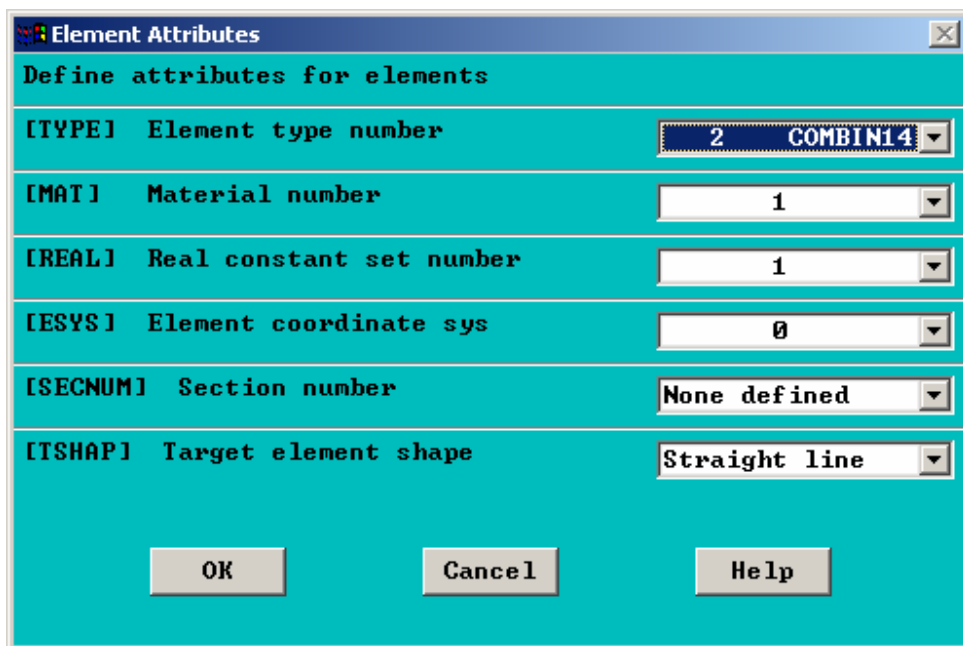 Element Attributes
Define attributes for elements
[TYPE] Element type number 2 COMBIN14
[MAT] Material number 1
[REAL] Real constant set number 1
[ESYS] Element coordinate sys 0
[SECNUM] Section number None defined
[TSHAP] Target element shape Straight line
OK Cancel Help